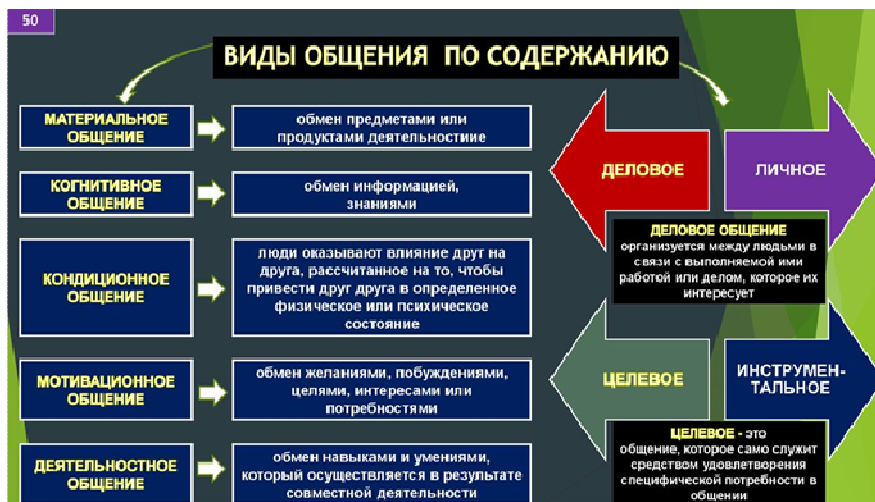 50
ВИДЫ ОБЩЕНИЯ ПО СОДЕРЖАНИЮ
МАТЕРИАЛЬНОЕ
ОБЩЕНИЕ
обмен предметами или
продуктами деятельностиие
КОГНИТИВНОЕ
ОБЩЕНИЕ
обмен информацией,
знаниями
КОНДИЦИОННОЕ
ОБЩЕНИЕ
люди оказывают влияние друг на
друга, рассчитанное на то, чтобы
привести друг друга в определенное
физическое или психическое
состояние
МОТИВАЦИОННОЕ
ОБЩЕНИЕ
обмен желаниями, побуждениями,
целями, интересами или
потребностями
ДЕЯТЕЛЬНОСТНОЕ
ОБЩЕНИЕ
обмен навыками и умениями,
который осуществляется в результате
совместной деятельности
ДЕЛОВОЕ
ЛИЧНОЕ
ДЕЛОВОЕ ОБЩЕНИЕ
организуется между людьми в
связи с выполняемой ими
работой или делом, которое их
интересует
ЦЕЛЕВОЕ
ИНСТРУМЕН-
ТАЛЬНОЕ
ЦЕЛЕВОЕ - это
общение, которое само служит
средством удовлетворения
специфической потребности в
общении